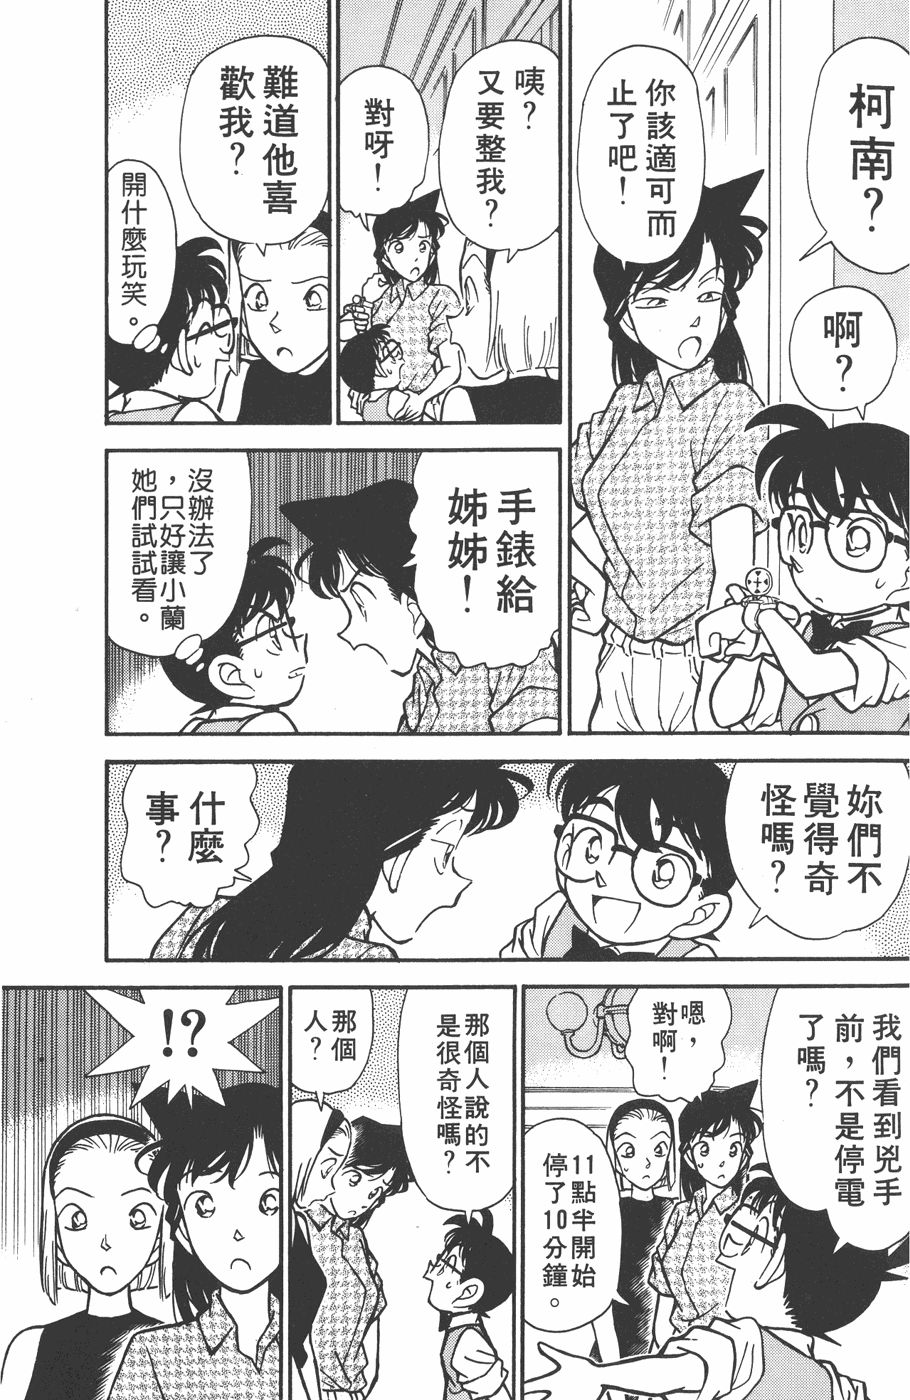 柯南？
啊？
你該適可而
止了吧！
咦？
又要整我？
對呀！
難道他喜
歡我？
開什麼玩笑。
手錶給
姊姊！
沒辦法了
，只好讓小蘭
她們試試看。
妳們不
覺得奇
怪嗎？
什麼
事？
我們看到兇手
前，不是停電
了嗎？
嗯，
對啊！
11點半開始
停了10分鐘。
那個人說的不
是很奇怪嗎？
那個
人？
!?